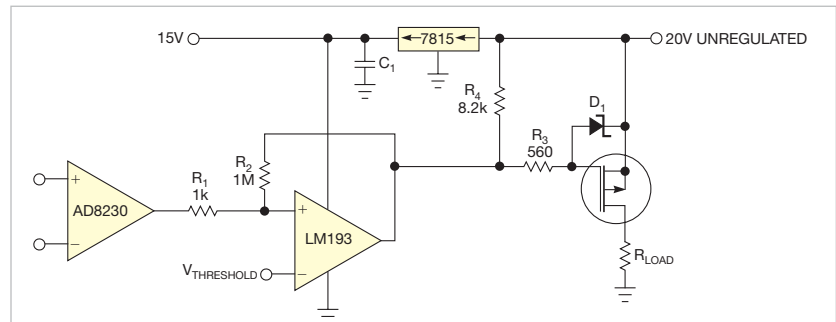 15V
7815
20V UNREGULATED
C1
R4
8.2k
D1
R3
560
R2
1M
R1
1k
AD8230
+
−
+
−
LM193
VTHRESHOLD
RLOAD